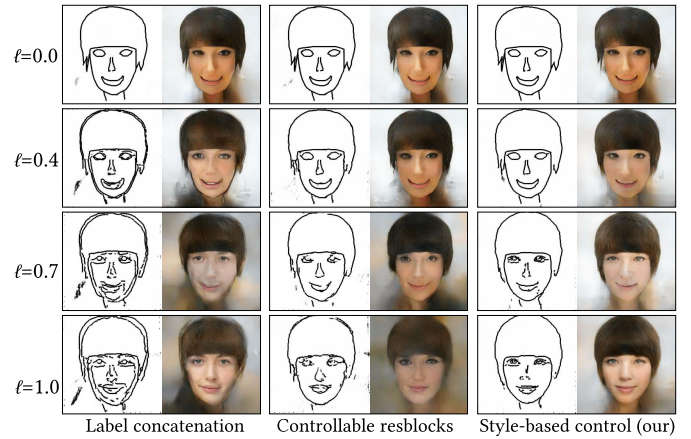 ℓ=0.0
ℓ=0.4
ℓ=0.7
ℓ=1.0
Label concatenation Controllable resblocks Style-based control (our)